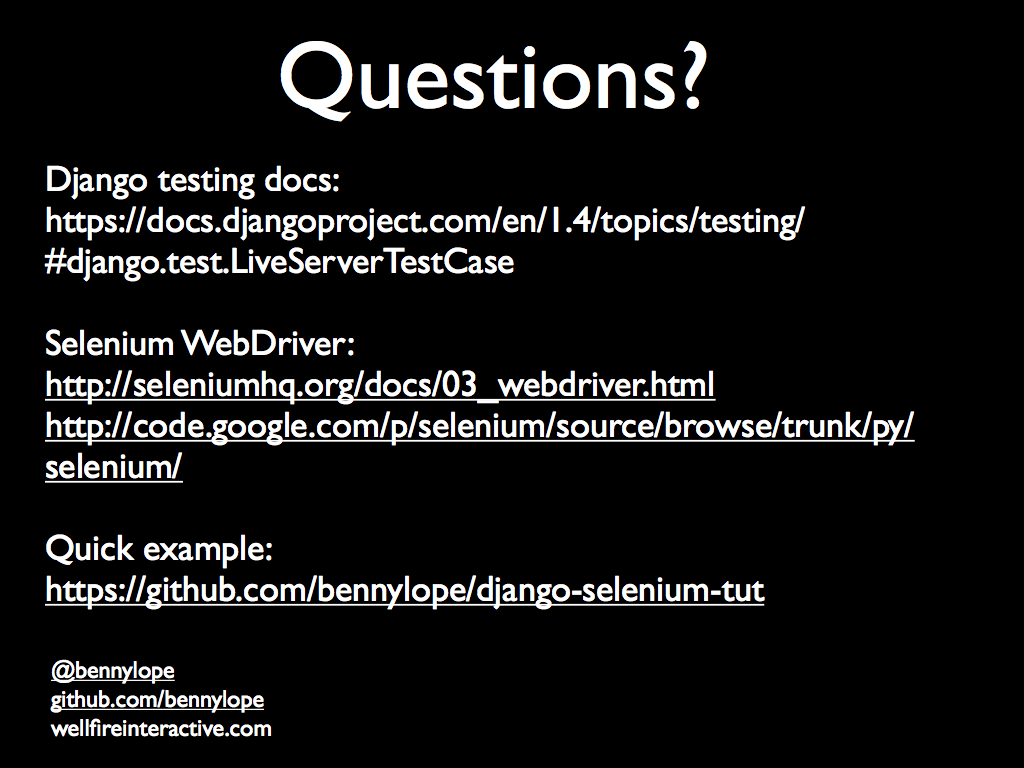 Questions?
Django testing docs:
https://docs.djangoproject.com/en/1.4/topics/testing/
#django.test.LiveServerTestCase
Selenium WebDriver:
http://seleniumhq.org/docs/03_webdriver.html
http://code.google.com/p/selenium/source/browse/trunk/py/
selenium/
Quick example:
https://github.com/bennylope/django-selenium-tut
@bennylope
github.com/bennylope
wellfireinteractive.com